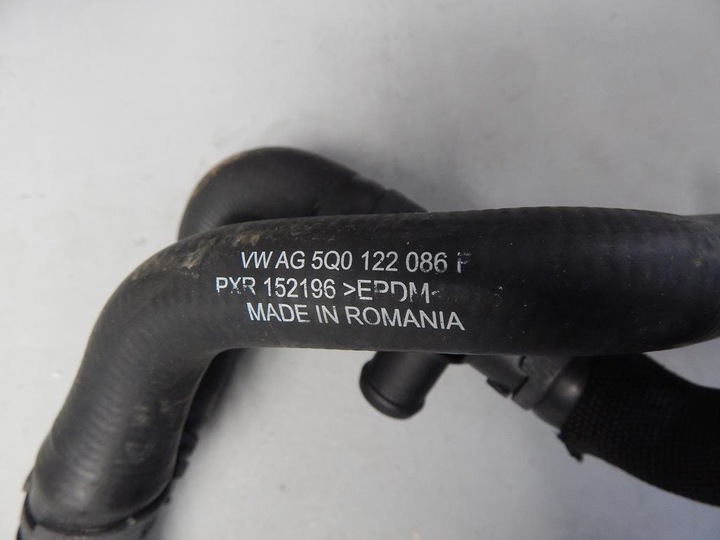 VW AG 5Q0 122 086 F
PXR 152196 >EPDM<
MADE IN ROMANIA